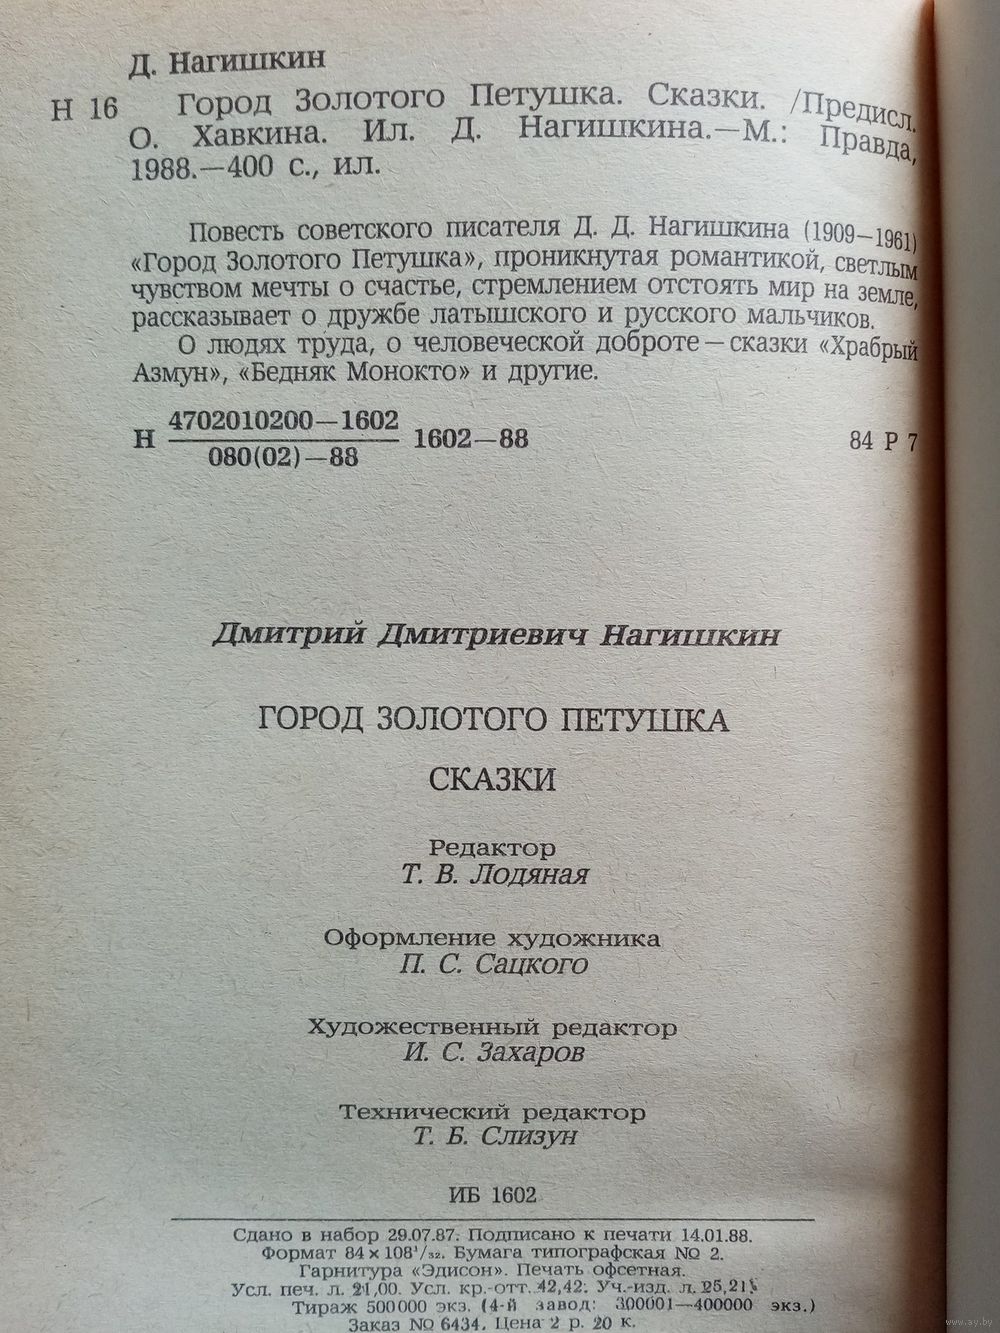 Д. Нагишкин
Н 16 Город Золотого Петушка. Сказки. /Предисл.
О. Хавкина. Ил. Д. Нагишкина.—М.: Правда,
1988.—400 с., ил.
Повесть советского писателя Д. Д. Нагишкина (1909—1961)
«Город Золотого Петушка», проникнутая романтикой, светлым
чувством мечты о счастье, стремлением отстоять мир на земле,
рассказывает о дружбе латышского и русского мальчиков.
О людях труда, о человеческой доброте—сказки «Храбрый
Азмун», «Бедняк Монокто» и другие.
4702010200—1602
Н 1602—88 84 Р 7
080(02)—88
Дмитрий Дмитриевич Нагишкин
ГОРОД ЗОЛОТОГО ПЕТУШКА
СКАЗКИ
Редактор
Т. В. Лодяная
Оформление художника
П. С. Сацкого
Художественный редактор
И. С. Захаров
Технический редактор
Т. Б. Слизун
ИБ 1602
Сдано в набор 29.07.87. Подписано к печати 14.01.88.
Формат 84×108¹/₃₂. Бумага типографская № 2.
Гарнитура «Эдисон». Печать офсетная.
Усл. печ. л. 21,00. Усл. кр.-отт. 42,42. Уч.-изд. л. 25,21.
Тираж 500000 экз. (4-й завод: 300001—400000 экз.)
Заказ № 6434. Цена 2 р. 20 к.
www.ay.by